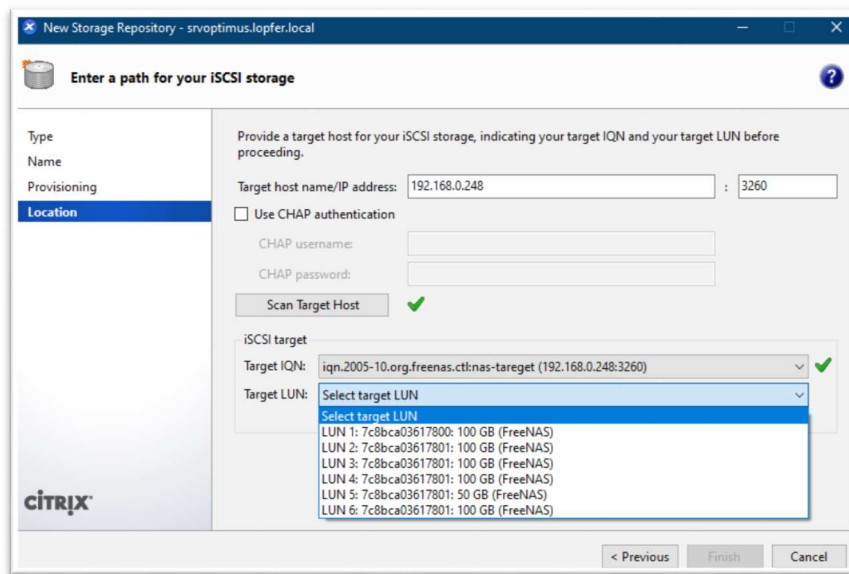 New Storage Repository - srvoptimus.lopfer.local
Enter a path for your iSCSI storage
?
Type
Name
Provisioning
Location
Provide a target host for your iSCSI storage, indicating your target IQN and your target LUN before
proceeding.
Target host name/IP address: 192.168.0.248 : 3260
Use CHAP authentication
CHAP username:
CHAP password:
Scan Target Host
iSCSI target
Target IQN: iqn.2005-10.org.freenas.ctl:nas-tareget (192.168.0.248:3260)
Target LUN: Select target LUN
Select target LUN
LUN 1: 7c8bca03617800: 100 GB (FreeNAS)
LUN 2: 7c8bca03617801: 100 GB (FreeNAS)
LUN 3: 7c8bca03617801: 100 GB (FreeNAS)
LUN 4: 7c8bca03617801: 100 GB (FreeNAS)
LUN 5: 7c8bca03617801: 50 GB (FreeNAS)
LUN 6: 7c8bca03617801: 100 GB (FreeNAS)
CITRIX
< Previous Finish Cancel